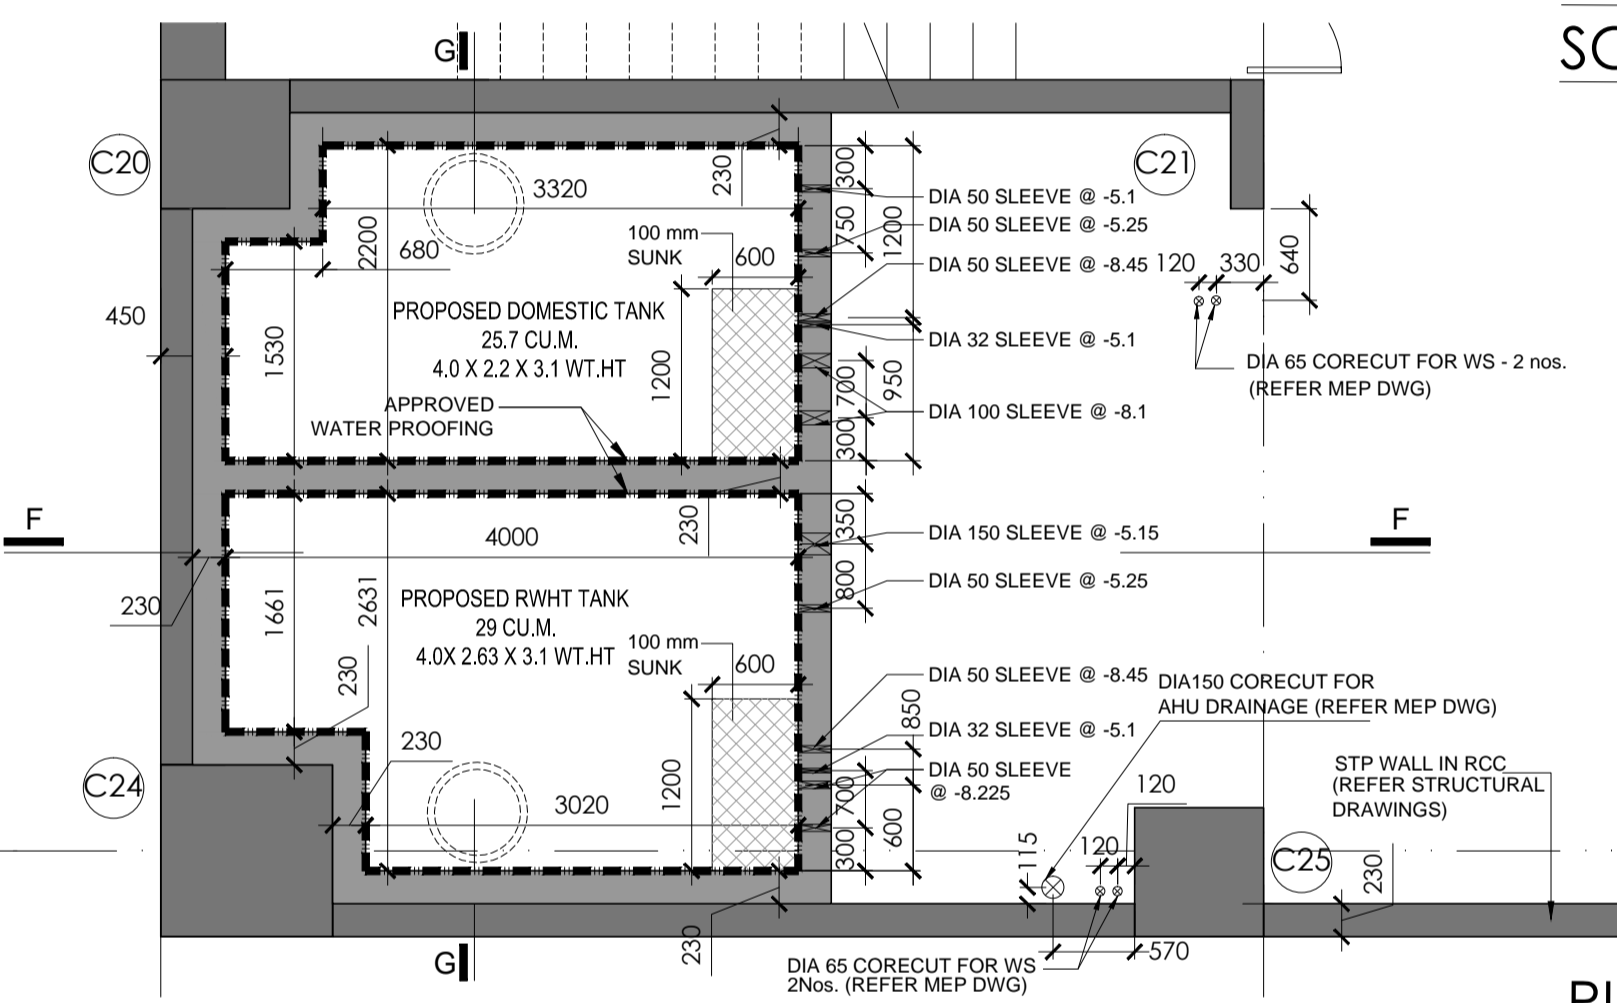 G
SC
C20
C21
3320
230
300
750
1200
DIA 50 SLEEVE @ -5.1
DIA 50 SLEEVE @ -5.25
DIA 50 SLEEVE @ -8.45
2200
680
100 mm
SUNK
600
120
330
640
450
1530
PROPOSED DOMESTIC TANK
25.7 CU.M.
4.0 X 2.2 X 3.1 WT.HT
1200
DIA 32 SLEEVE @ -5.1
DIA 65 CORECUT FOR WS - 2 nos.
(REFER MEP DWG)
700
950
APPROVED
WATER PROOFING
DIA 100 SLEEVE @ -8.1
300
F
F
4000
230
350
DIA 150 SLEEVE @ -5.15
800
DIA 50 SLEEVE @ -5.25
230
1661
2631
PROPOSED RWHT TANK
29 CU.M.
4.0X 2.63 X 3.1 WT.HT
100 mm
SUNK
600
230
DIA 50 SLEEVE @ -8.45
DIA150 CORECUT FOR
AHU DRAINAGE (REFER MEP DWG)
850
DIA 32 SLEEVE @ -5.1
230
C24
1200
DIA 50 SLEEVE
@ -8.225
STP WALL IN RCC
(REFER STRUCTURAL
DRAWINGS)
120
3020
700
600
300
115
120
C25
230
230
G
570
DIA 65 CORECUT FOR WS
2Nos. (REFER MEP DWG)